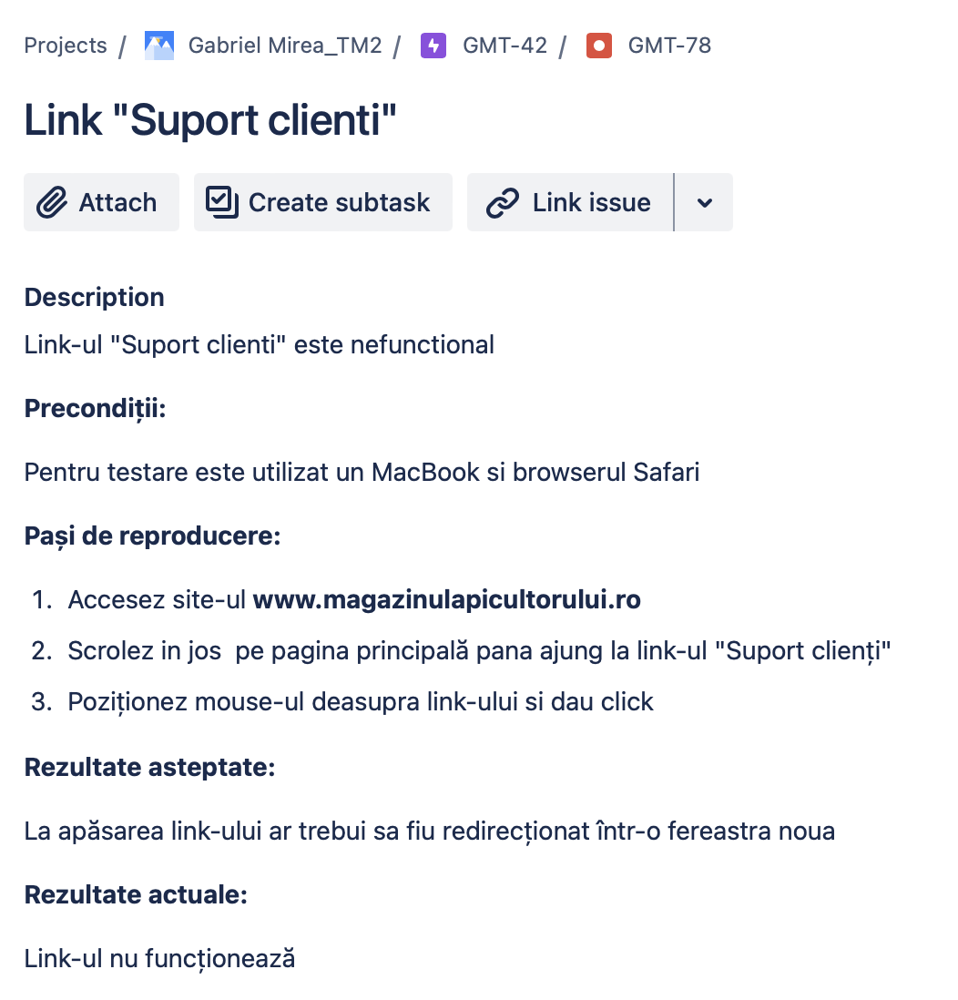 Projects / Gabriel Mirea_TM2 / GMT-42 / GMT-78
Link "Suport clienti"
Attach Create subtask Link issue
Description
Link-ul "Suport clienti" este nefunctional
Precondiții:
Pentru testare este utilizat un MacBook si browserul Safari
Pași de reproducere:
1. Accesez site-ul www.magazinulapicultorului.ro
2. Scrolez in jos  pe pagina principală pana ajung la link-ul "Suport clienți"
3. Poziționez mouse-ul deasupra link-ului si dau click
Rezultate asteptate:
La apăsarea link-ului ar trebui sa fiu redirecționat într-o fereastra noua
Rezultate actuale:
Link-ul nu funcționează